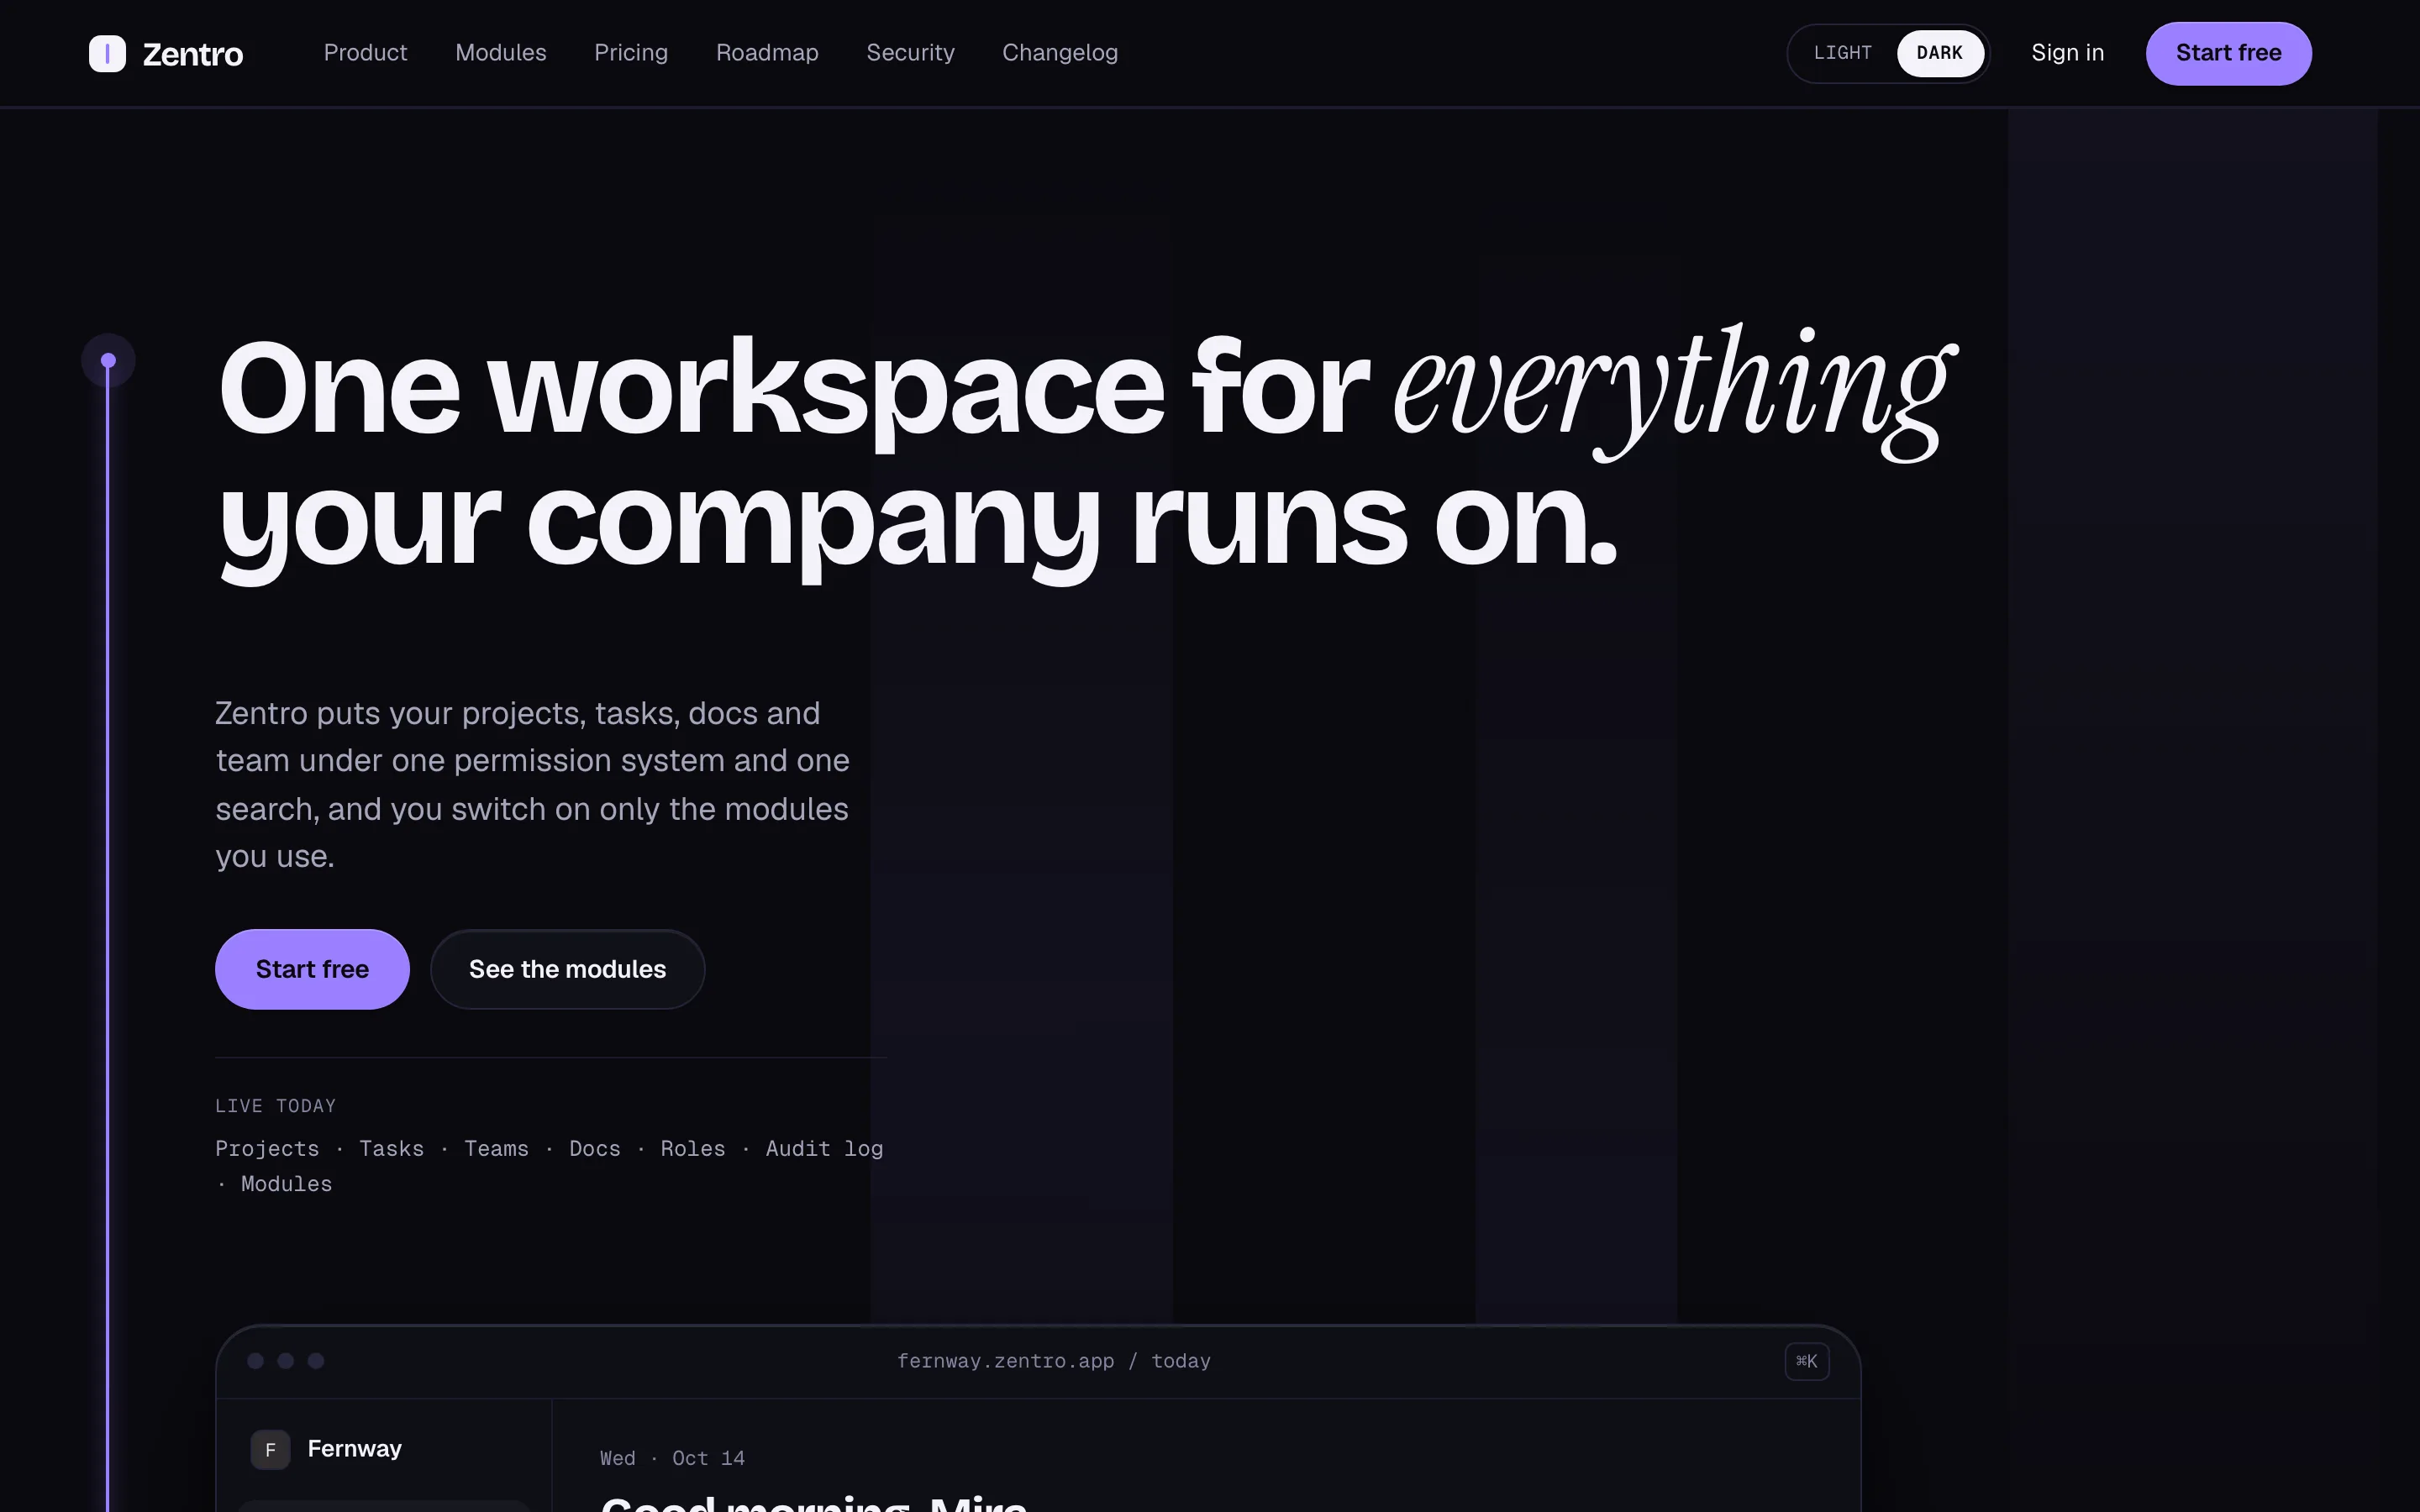 Zentro
Product
Modules
Pricing
Roadmap
Security
Changelog
LIGHT
DARK
Sign in
Start free
One workspace for everything
your company runs on.
Zentro puts your projects, tasks, docs and
team under one permission system and one
search, and you switch on only the modules
you use.
Start free
See the modules
LIVE TODAY
Projects · Tasks · Teams · Docs · Roles · Audit log
· Modules
fernway.zentro.app / today
⌘K
F
Fernway
Wed · Oct 14
Good morning, Mira